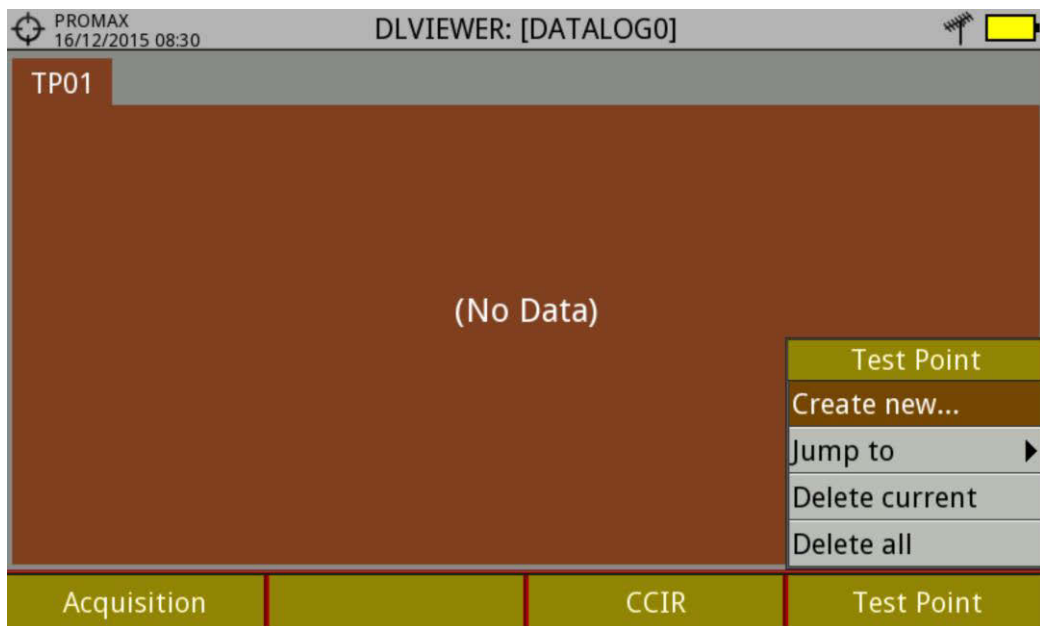 PROMAX
16/12/2015 08:30
DLVIEWER: [DATALOG0]
TP01
(No Data)
Test Point
Create new...
Jump to
Delete current
Delete all
Acquisition
CCIR
Test Point